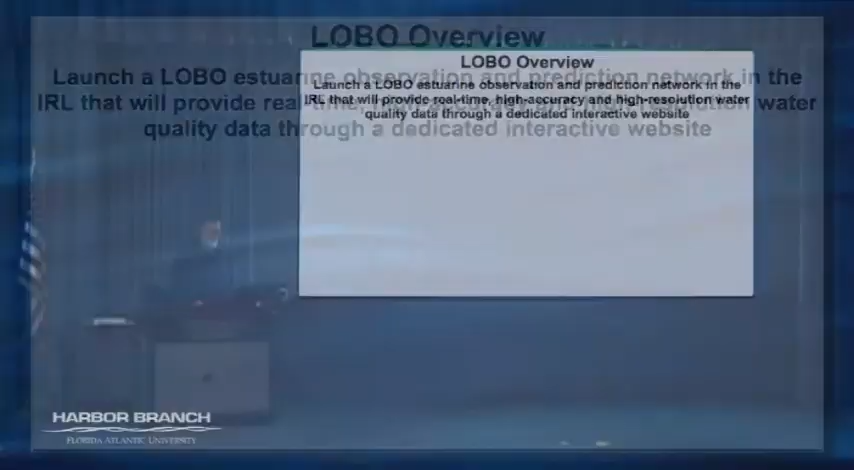 LOBO Overview
Launch a LOBO estuarine observation and prediction network in the
IRL that will provide real-time, high-accuracy and high-resolution water
quality data through a dedicated interactive website
LOBO Overview
Launch a LOBO estuarine observation and prediction network in the
IRL that will provide real-time, high-accuracy and high-resolution water
quality data through a dedicated interactive website
HARBOR BRANCH
FLORIDA ATLANTIC UNIVERSITY